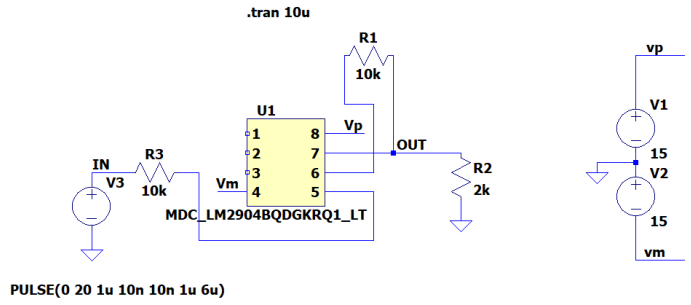 .tran 10u
R1
10k
vp
U1
V1
15
1 8 Vp
2 7 OUT
3 6
Vm 4 5
R3
10k
IN
V3
R2
2k
V2
15
MDC_LM2904BQDGKRQ1_LT
vm
PULSE(0 20 1u 10n 10n 1u 6u)